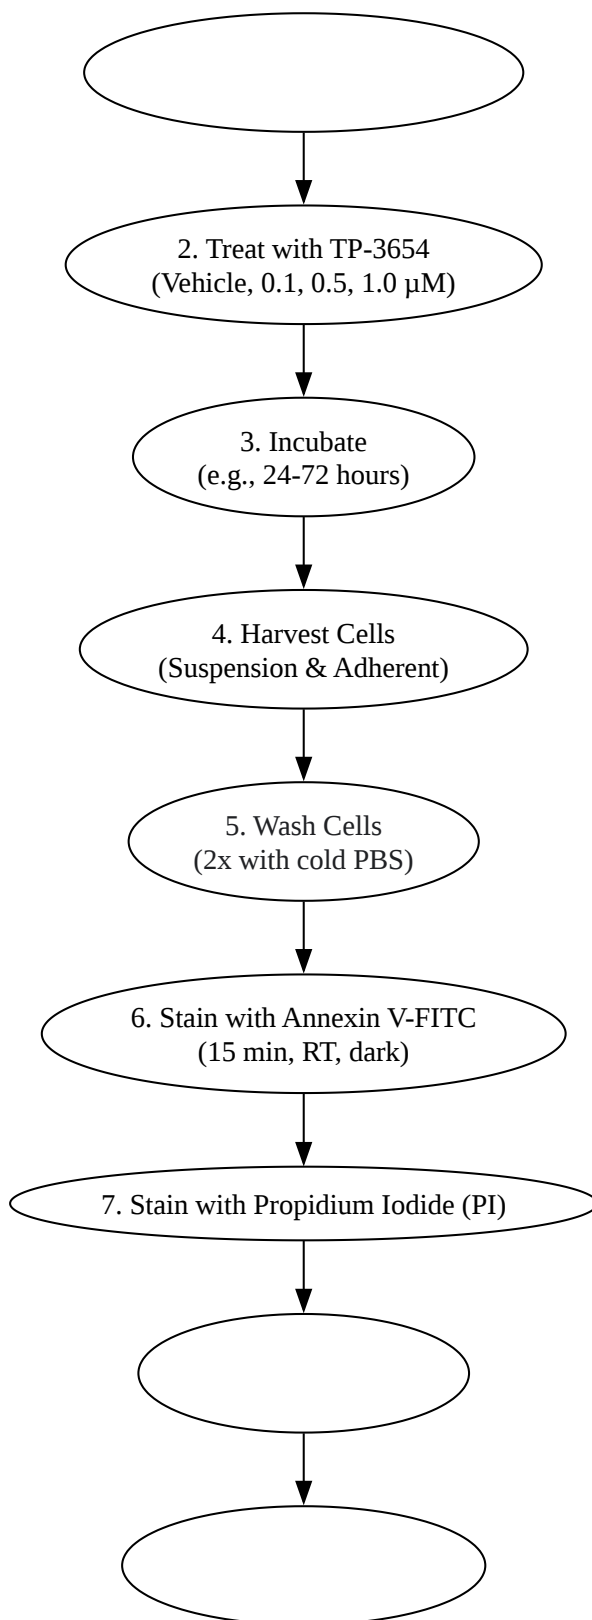 2. Treat with TP-3654
(Vehicle, 0.1, 0.5, 1.0 µM)
3. Incubate
(e.g., 24-72 hours)
4. Harvest Cells
(Suspension & Adherent)
5. Wash Cells
(2x with cold PBS)
6. Stain with Annexin V-FITC
(15 min, RT, dark)
7. Stain with Propidium Iodide (PI)